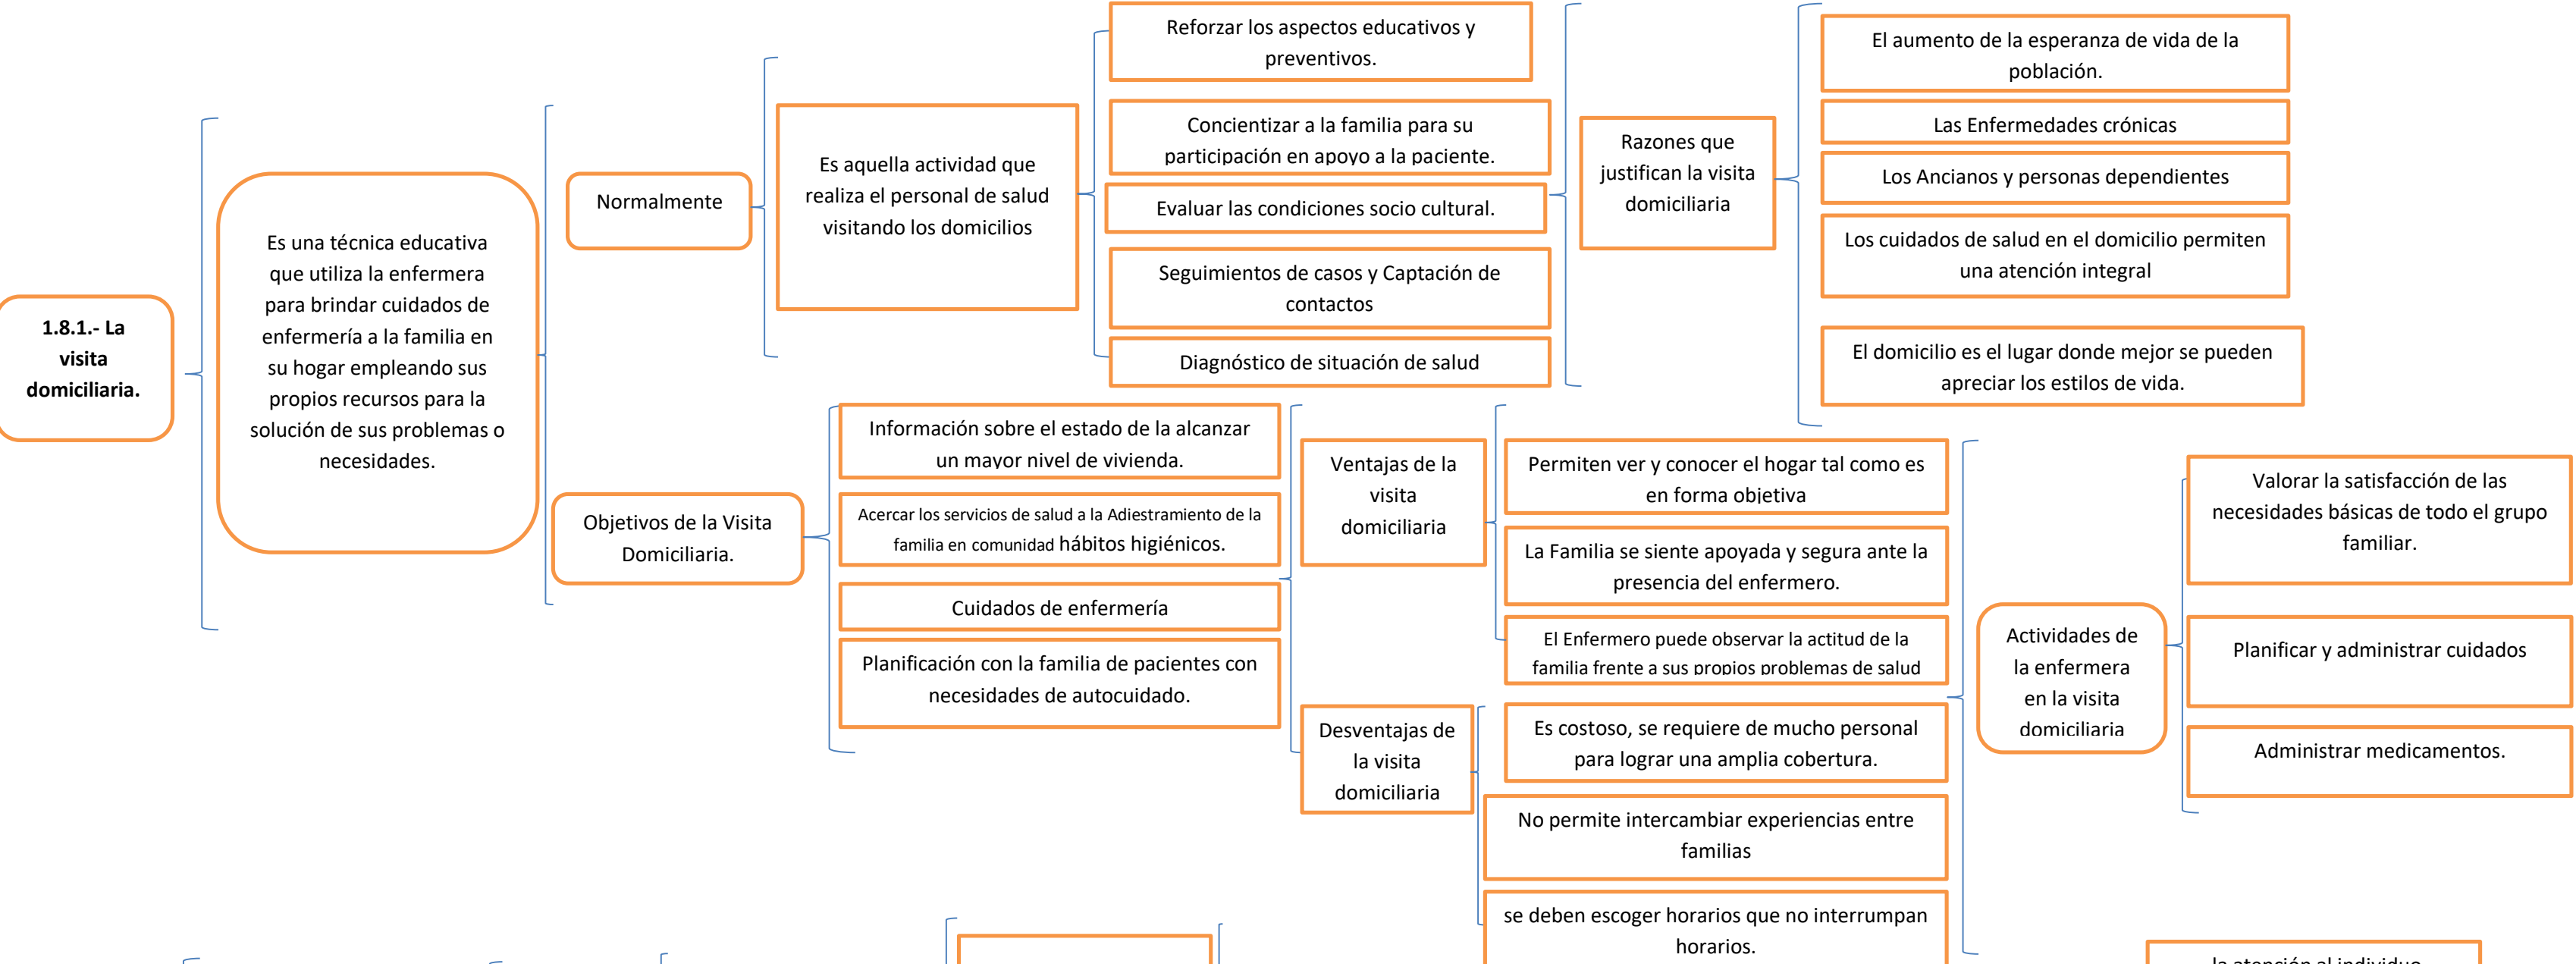 1.8.1.- La
visita
domiciliaria.
Es una técnica educativa
que utiliza la enfermera
para brindar cuidados de
enfermería a la familia en
su hogar empleando sus
propios recursos para la
solución de sus problemas o
necesidades.
Normalmente
Es aquella actividad que
realiza el personal de salud
visitando los domicilios
Reforzar los aspectos educativos y
preventivos.
Concientizar a la familia para su
participación en apoyo a la paciente.
Evaluar las condiciones socio cultural.
Seguimientos de casos y Captación de
contactos
Diagnóstico de situación de salud
Razones que
justifican la visita
domiciliaria
El aumento de la esperanza de vida de la
población.
Las Enfermedades crónicas
Los Ancianos y personas dependientes
Los cuidados de salud en el domicilio permiten
una atención integral
El domicilio es el lugar donde mejor se pueden
apreciar los estilos de vida.
Objetivos de la Visita
Domiciliaria.
Información sobre el estado de la alcanzar
un mayor nivel de vivienda.
Acercar los servicios de salud a la Adiestramiento de la
familia en comunidad hábitos higiénicos.
Cuidados de enfermería
Planificación con la familia de pacientes con
necesidades de autocuidado.
Ventajas de la
visita
domiciliaria
Permiten ver y conocer el hogar tal como es
en forma objetiva
La Familia se siente apoyada y segura ante la
presencia del enfermero.
El Enfermero puede observar la actitud de la
familia frente a sus propios problemas de salud
Desventajas de
la visita
domiciliaria
Es costoso, se requiere de mucho personal
para lograr una amplia cobertura.
No permite intercambiar experiencias entre
familias
se deben escoger horarios que no interrumpan
horarios.
Actividades de
la enfermera
en la visita
domiciliaria
Valorar la satisfacción de las
necesidades básicas de todo el grupo
familiar.
Planificar y administrar cuidados
Administrar medicamentos.
la atención al individuo